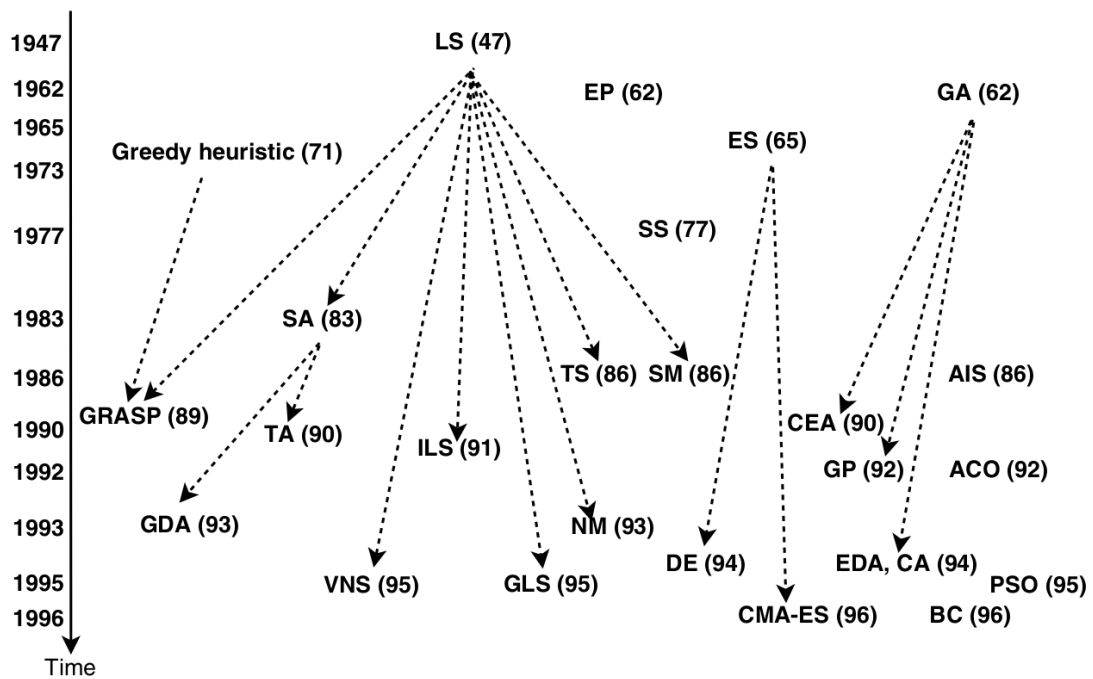 1947
LS (47)
1962
EP (62)
GA (62)
1965
ES (65)
Greedy heuristic (71)
1973
1977
SS (77)
1983
SA (83)
1986
TS (86)
SM (86)
AIS (86)
GRASP (89)
1990
TA (90)
CEA (90)
ILS (91)
1992
GP (92)
ACO (92)
1993
GDA (93)
NM (93)
DE (94)
EDA, CA (94)
1995
VNS (95)
GLS (95)
PSO (95)
1996
CMA-ES (96)
BC (96)
Time